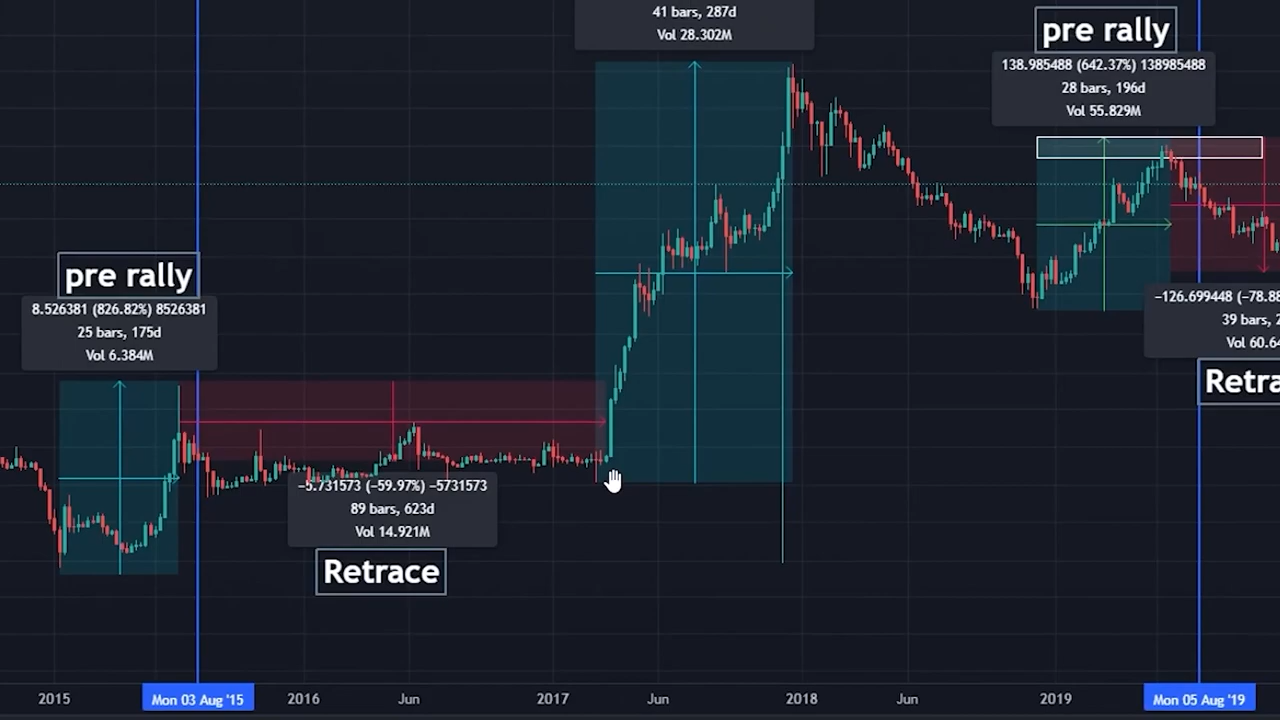 41 bars, 287d
Vol 28.302M
pre rally
138.985488 (642.37%) 138985488
28 bars, 196d
Vol 55.829M
pre rally
8.526381 (826.82%) 8526381
25 bars, 175d
Vol 6.384M
−126.699448 (−78.88
39 bars, 2
Vol 60.64
Retra
−5.731573 (−59.97%) −5731573
89 bars, 623d
Vol 14.921M
Retrace
2015
Mon 03 Aug '15
2016
Jun
2017
Jun
2018
Jun
2019
Mon 05 Aug '19